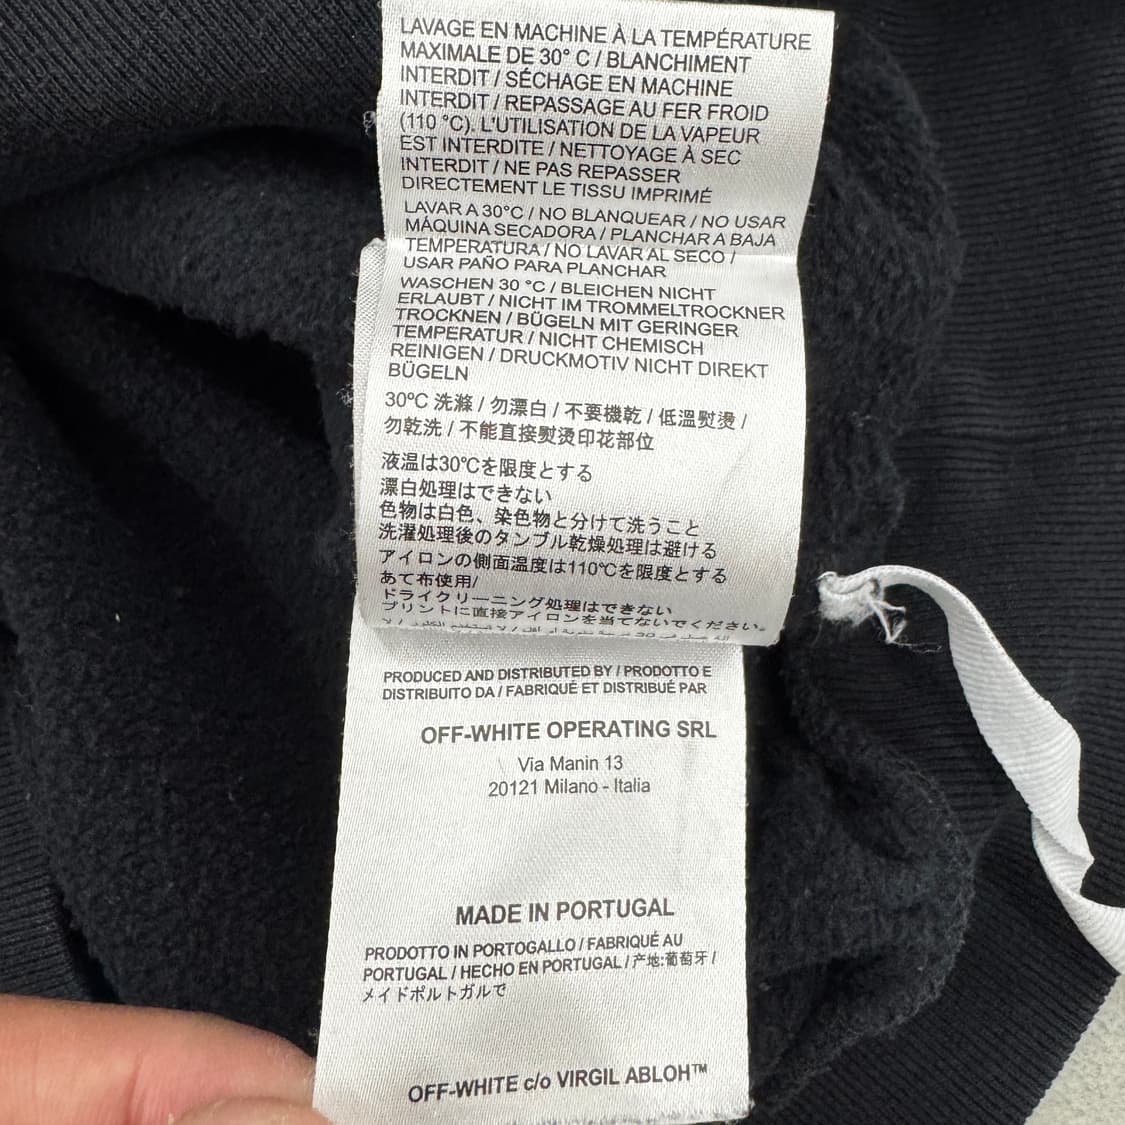 LAVAGE EN MACHINE À LA TEMPÉRATURE
MAXIMALE DE 30° C / BLANCHIMENT
INTERDIT / SÉCHAGE EN MACHINE
INTERDIT / REPASSAGE AU FER FROID
(110 °C). L'UTILISATION DE LA VAPEUR
EST INTERDITE / NETTOYAGE À SEC
INTERDIT / NE PAS REPASSER
DIRECTEMENT LE TISSU IMPRIMÉ
LAVAR A 30°C / NO BLANQUEAR / NO USAR
MÁQUINA SECADORA / PLANCHAR A BAJA
TEMPERATURA / NO LAVAR AL SECO /
USAR PAÑO PARA PLANCHAR
WASCHEN 30 °C / BLEICHEN NICHT
ERLAUBT / NICHT IM TROMMELTROCKNER
TROCKNEN / BÜGELN MIT GERINGER
TEMPERATUR / NICHT CHEMISCH
REINIGEN / DRUCKMOTIV NICHT DIREKT
BÜGELN
30ºC 洗滌 / 勿漂白 / 不要機乾 / 低溫熨燙 /
勿乾洗 / 不能直接熨燙印花部位
液温は30℃を限度とする
漂白処理はできない
色物は白色、染色物と分けて洗うこと
洗濯処理後のタンブル乾燥処理は避ける
アイロンの側面温度は110℃を限度とする
あて布使用/
ドライクリーニング処理はできない
プリントに直接アイロンを当てないでください。
PRODUCED AND DISTRIBUTED BY / PRODOTTO E
DISTRIBUITO DA / FABRIQUÉ ET DISTRIBUÉ PAR
OFF-WHITE OPERATING SRL
Via Manin 13
20121 Milano - Italia
MADE IN PORTUGAL
PRODOTTO IN PORTOGALLO / FABRIQUÉ AU
PORTUGAL / HECHO EN PORTUGAL / 产地:葡萄牙 /
メイドポルトガルで
OFF-WHITE c/o VIRGIL ABLOH™